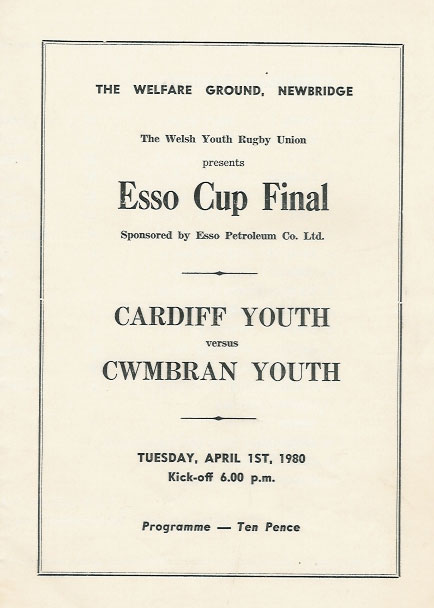 THE WELFARE GROUND, NEWBRIDGE
The Welsh Youth Rugby Union
presents
Esso Cup Final
Sponsored by Esso Petroleum Co. Ltd.
CARDIFF YOUTH
versus
CWMBRAN YOUTH
TUESDAY, APRIL 1ST, 1980
Kick-off 6.00 p.m.
Programme — Ten Pence